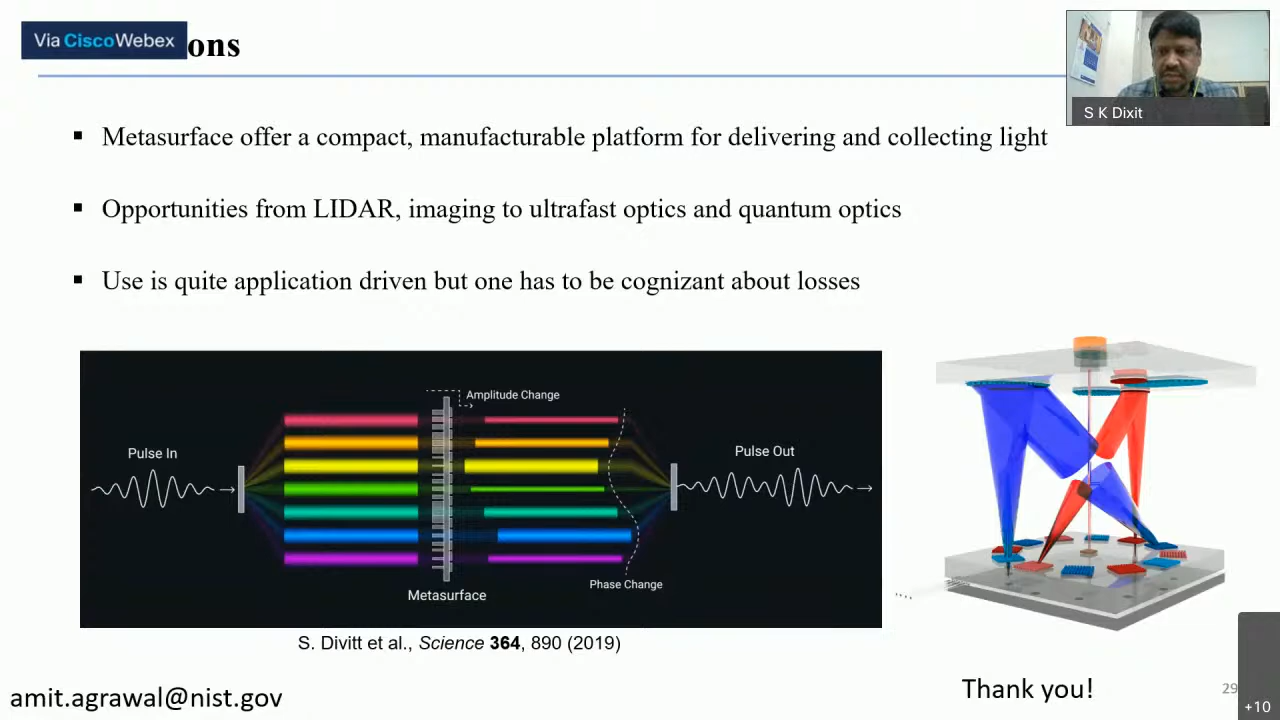 Via CiscoWebex
ons
S K Dixit
▪ Metasurface offer a compact, manufacturable platform for delivering and collecting light
▪ Opportunities from LIDAR, imaging to ultrafast optics and quantum optics
▪ Use is quite application driven but one has to be cognizant about losses
Amplitude Change
Pulse In
Pulse Out
Phase Change
Metasurface
S. Divitt et al., Science 364, 890 (2019)
amit.agrawal@nist.gov
Thank you!
29
+10